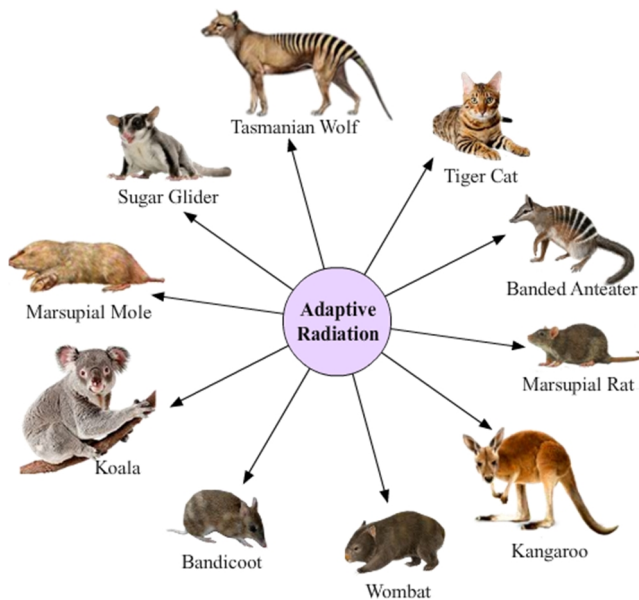 Tasmanian Wolf
Tiger Cat
Sugar Glider
Banded Anteater
Adaptive
Radiation
Marsupial Mole
Marsupial Rat
Koala
Kangaroo
Bandicoot
Wombat